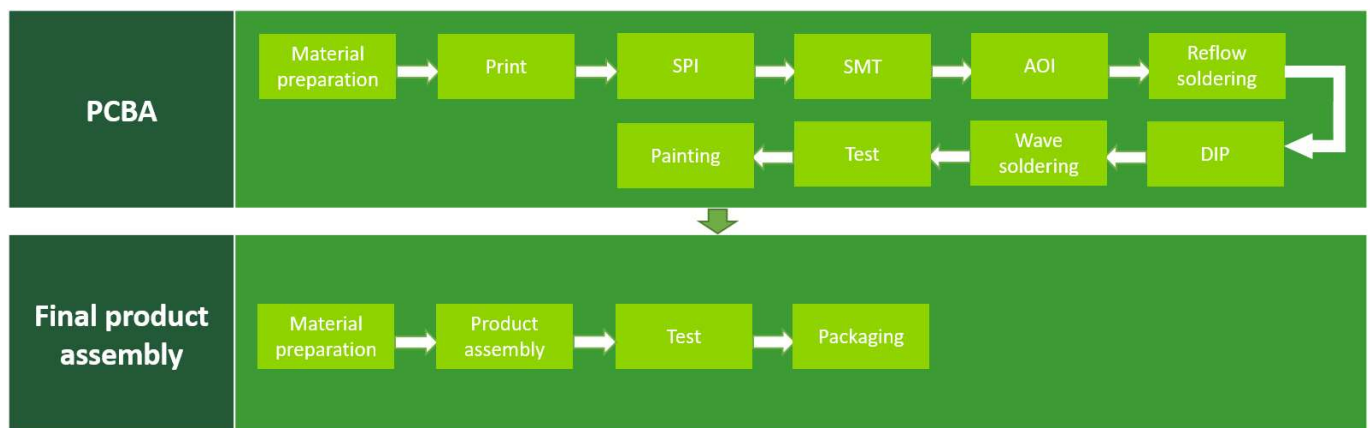 PCBA
Material
preparation
Print
SPI
SMT
AOI
Reflow
soldering
Painting
Test
Wave
soldering
DIP
Final product
assembly
Material
preparation
Product
assembly
Test
Packaging